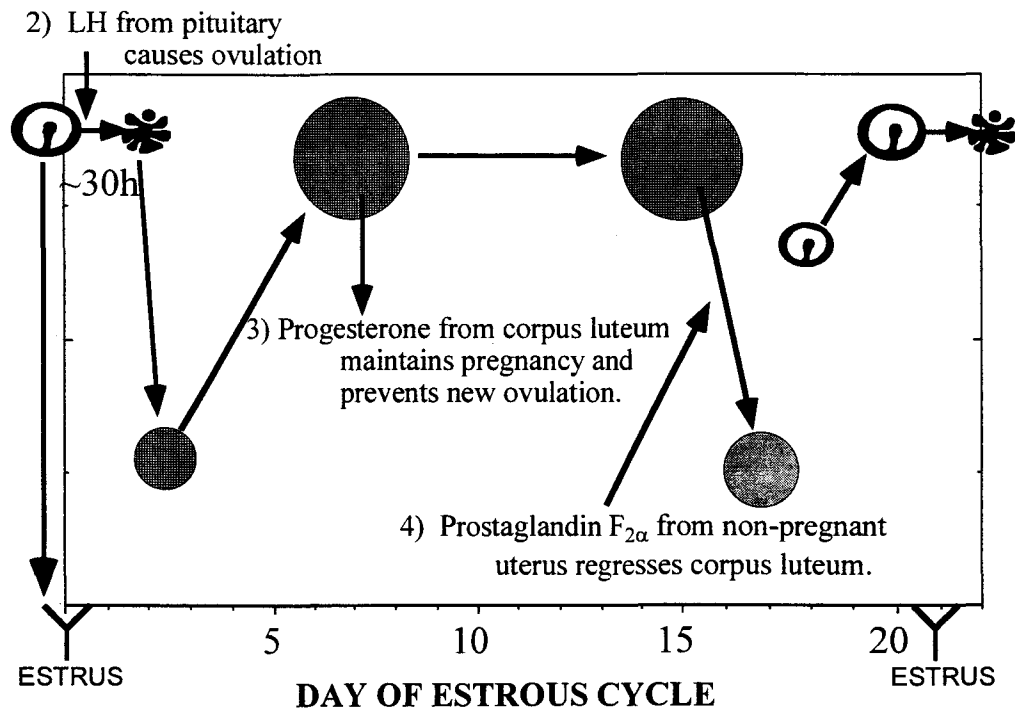 2) LH from pituitary
causes ovulation
~30h
3) Progesterone from corpus luteum
maintains pregnancy and
prevents new ovulation.
4) Prostaglandin F2α from non-pregnant
uterus regresses corpus luteum.
5 10 15 20
ESTRUS ESTRUS
DAY OF ESTROUS CYCLE